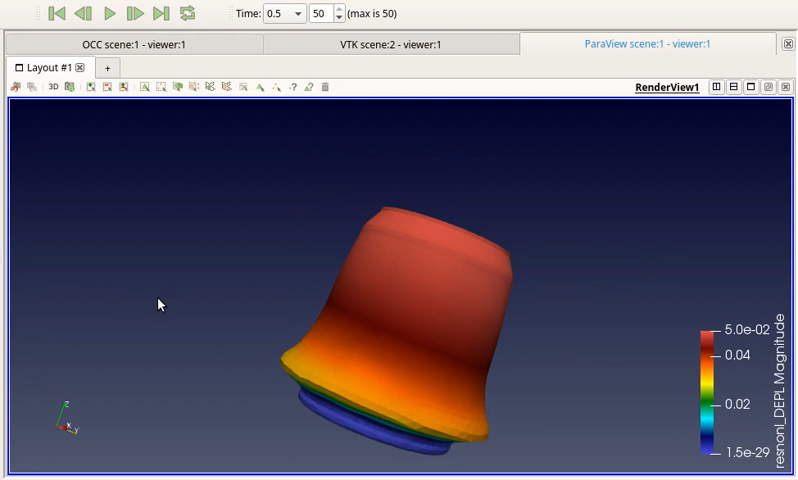 Time: 0.5 50 (max is 50)
OCC scene:1 - viewer:1 VTK scene:2 - viewer:1 ParaView scene:1 - viewer:1
Layout #1 +
3D RenderView1
5.0e-02
0.04
0.02
1.5e-29
resnonl_DEPL Magnitude
Z
X
Y